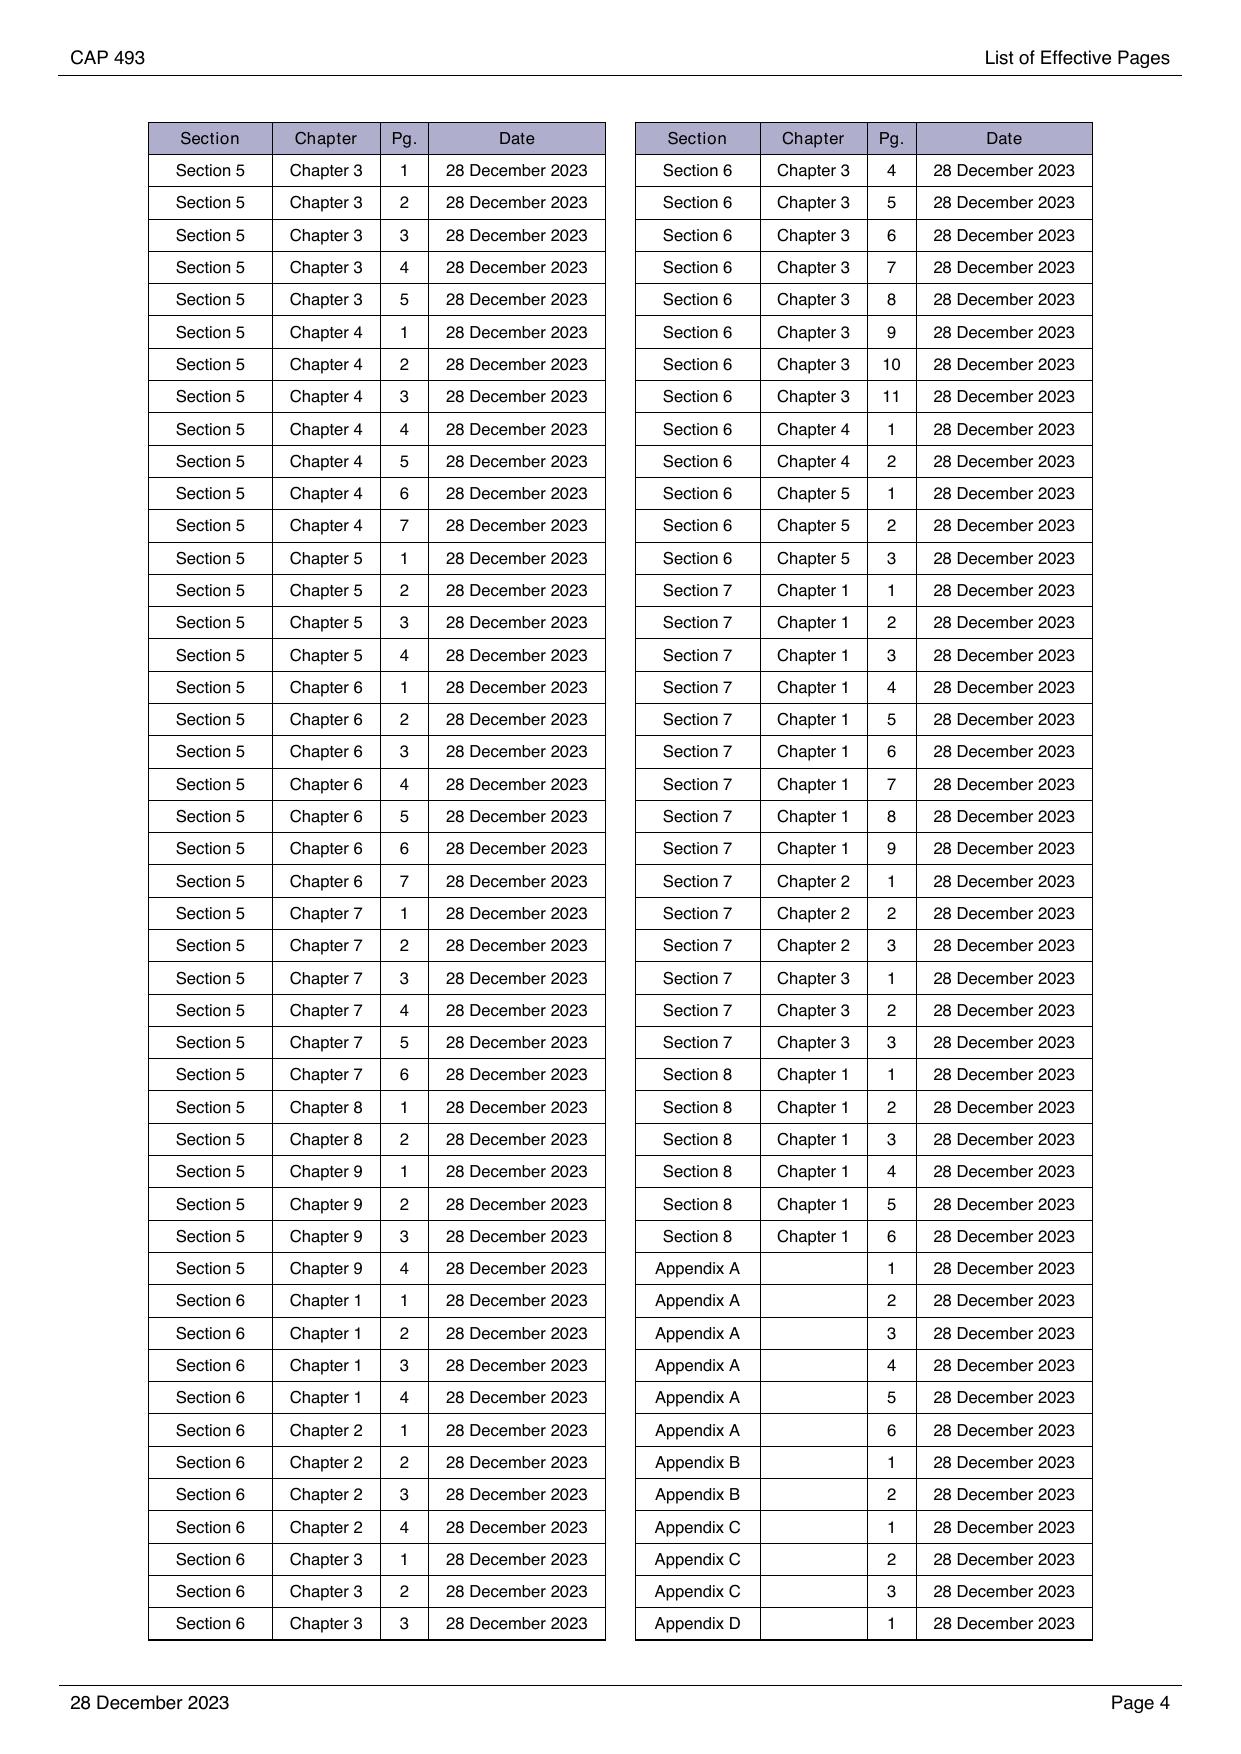 CAP 493
List of Effective Pages
Section Chapter Pg. Date
Section 5 Chapter 3 1 28 December 2023
Section 5 Chapter 3 2 28 December 2023
Section 5 Chapter 3 3 28 December 2023
Section 5 Chapter 3 4 28 December 2023
Section 5 Chapter 3 5 28 December 2023
Section 5 Chapter 4 1 28 December 2023
Section 5 Chapter 4 2 28 December 2023
Section 5 Chapter 4 3 28 December 2023
Section 5 Chapter 4 4 28 December 2023
Section 5 Chapter 4 5 28 December 2023
Section 5 Chapter 4 6 28 December 2023
Section 5 Chapter 4 7 28 December 2023
Section 5 Chapter 5 1 28 December 2023
Section 5 Chapter 5 2 28 December 2023
Section 5 Chapter 5 3 28 December 2023
Section 5 Chapter 5 4 28 December 2023
Section 5 Chapter 6 1 28 December 2023
Section 5 Chapter 6 2 28 December 2023
Section 5 Chapter 6 3 28 December 2023
Section 5 Chapter 6 4 28 December 2023
Section 5 Chapter 6 5 28 December 2023
Section 5 Chapter 6 6 28 December 2023
Section 5 Chapter 6 7 28 December 2023
Section 5 Chapter 7 1 28 December 2023
Section 5 Chapter 7 2 28 December 2023
Section 5 Chapter 7 3 28 December 2023
Section 5 Chapter 7 4 28 December 2023
Section 5 Chapter 7 5 28 December 2023
Section 5 Chapter 7 6 28 December 2023
Section 5 Chapter 8 1 28 December 2023
Section 5 Chapter 8 2 28 December 2023
Section 5 Chapter 9 1 28 December 2023
Section 5 Chapter 9 2 28 December 2023
Section 5 Chapter 9 3 28 December 2023
Section 5 Chapter 9 4 28 December 2023
Section 6 Chapter 1 1 28 December 2023
Section 6 Chapter 1 2 28 December 2023
Section 6 Chapter 1 3 28 December 2023
Section 6 Chapter 1 4 28 December 2023
Section 6 Chapter 2 1 28 December 2023
Section 6 Chapter 2 2 28 December 2023
Section 6 Chapter 2 3 28 December 2023
Section 6 Chapter 2 4 28 December 2023
Section 6 Chapter 3 1 28 December 2023
Section 6 Chapter 3 2 28 December 2023
Section 6 Chapter 3 3 28 December 2023
Section Chapter Pg. Date
Section 6 Chapter 3 4 28 December 2023
Section 6 Chapter 3 5 28 December 2023
Section 6 Chapter 3 6 28 December 2023
Section 6 Chapter 3 7 28 December 2023
Section 6 Chapter 3 8 28 December 2023
Section 6 Chapter 3 9 28 December 2023
Section 6 Chapter 3 10 28 December 2023
Section 6 Chapter 3 11 28 December 2023
Section 6 Chapter 4 1 28 December 2023
Section 6 Chapter 4 2 28 December 2023
Section 6 Chapter 5 1 28 December 2023
Section 6 Chapter 5 2 28 December 2023
Section 6 Chapter 5 3 28 December 2023
Section 7 Chapter 1 1 28 December 2023
Section 7 Chapter 1 2 28 December 2023
Section 7 Chapter 1 3 28 December 2023
Section 7 Chapter 1 4 28 December 2023
Section 7 Chapter 1 5 28 December 2023
Section 7 Chapter 1 6 28 December 2023
Section 7 Chapter 1 7 28 December 2023
Section 7 Chapter 1 8 28 December 2023
Section 7 Chapter 1 9 28 December 2023
Section 7 Chapter 2 1 28 December 2023
Section 7 Chapter 2 2 28 December 2023
Section 7 Chapter 2 3 28 December 2023
Section 7 Chapter 3 1 28 December 2023
Section 7 Chapter 3 2 28 December 2023
Section 7 Chapter 3 3 28 December 2023
Section 8 Chapter 1 1 28 December 2023
Section 8 Chapter 1 2 28 December 2023
Section 8 Chapter 1 3 28 December 2023
Section 8 Chapter 1 4 28 December 2023
Section 8 Chapter 1 5 28 December 2023
Section 8 Chapter 1 6 28 December 2023
Appendix A 1 28 December 2023
Appendix A 2 28 December 2023
Appendix A 3 28 December 2023
Appendix A 4 28 December 2023
Appendix A 5 28 December 2023
Appendix A 6 28 December 2023
Appendix B 1 28 December 2023
Appendix B 2 28 December 2023
Appendix C 1 28 December 2023
Appendix C 2 28 December 2023
Appendix C 3 28 December 2023
Appendix D 1 28 December 2023
28 December 2023
Page 4